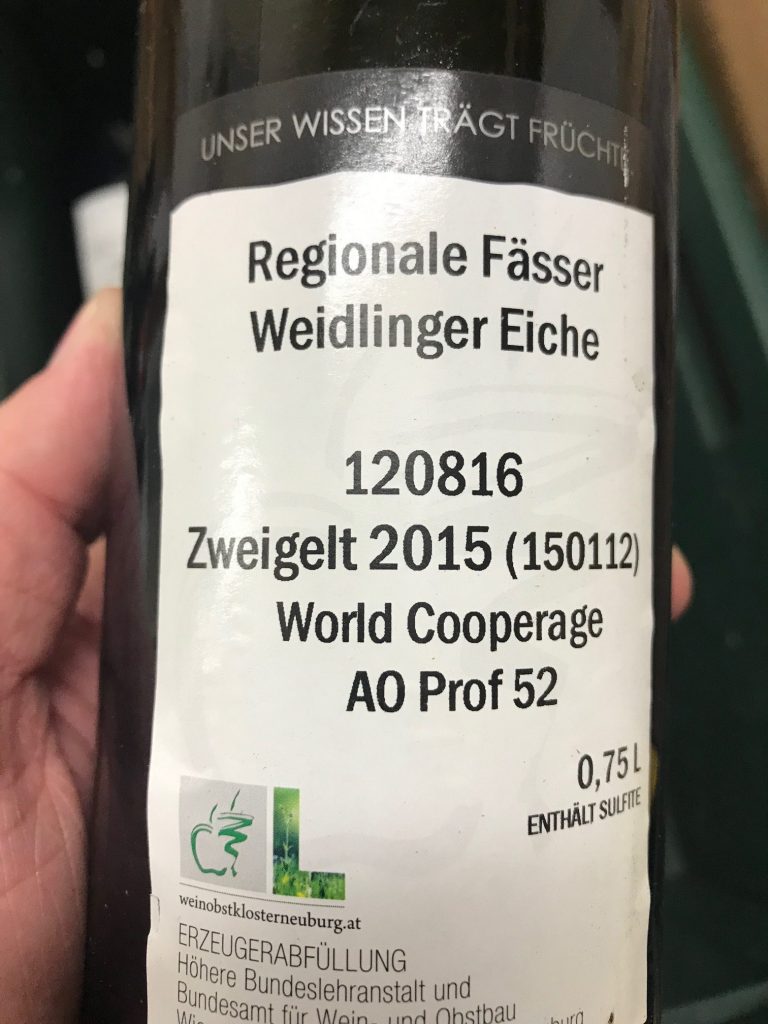 UNSER WISSEN TRÄGT FRÜCHTE
Regionale Fässer
Weidlinger Eiche
120816
Zweigelt 2015 (150112)
World Cooperage
AO Prof 52
0,75 L
ENTHÄLT SULFITE
weinobstklosterneuburg.at
ERZEUGERABFÜLLUNG
Höhere Bundeslehranstalt und
Bundesamt für Wein- und Obstbau